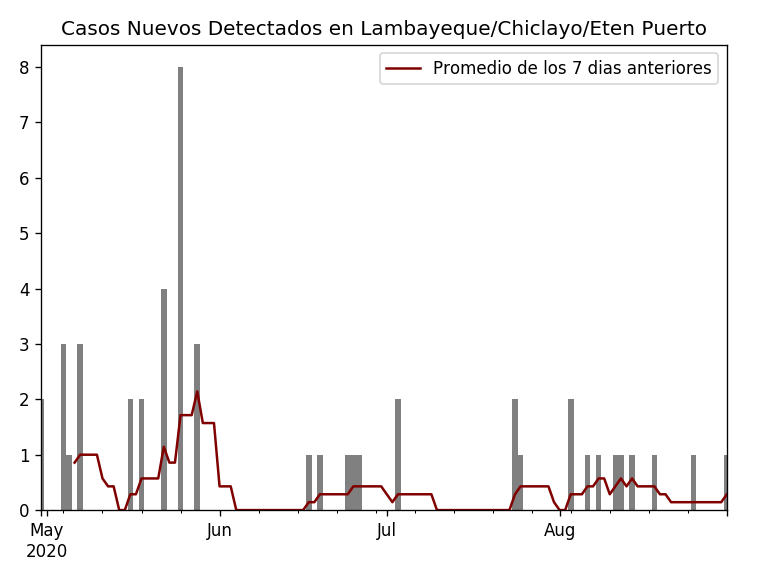 Casos Nuevos Detectados en Lambayeque/Chiclayo/Eten Puerto
Promedio de los 7 dias anteriores
8
7
6
5
4
3
2
1
0
May
2020
Jun
Jul
Aug